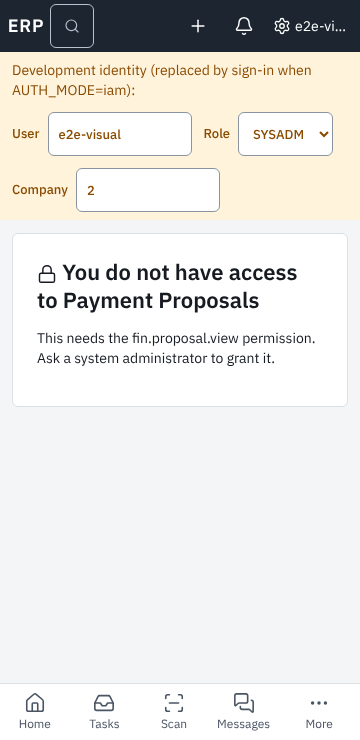 ERP
e2e-vi...
Development identity (replaced by sign-in when
AUTH_MODE=iam):
User
e2e-visual
Role
SYSADM
Company
2
You do not have access
to Payment Proposals
This needs the fin.proposal.view permission.
Ask a system administrator to grant it.
Home
Tasks
Scan
Messages
More